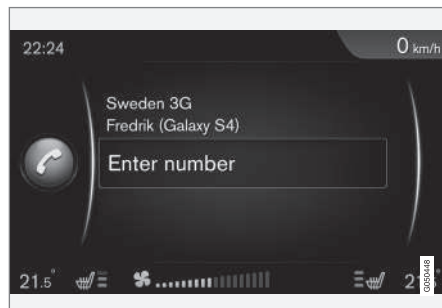 22:24
0 km/h
Sweden 3G
Fredrik (Galaxy S4)
Enter number
21.5°
G050448